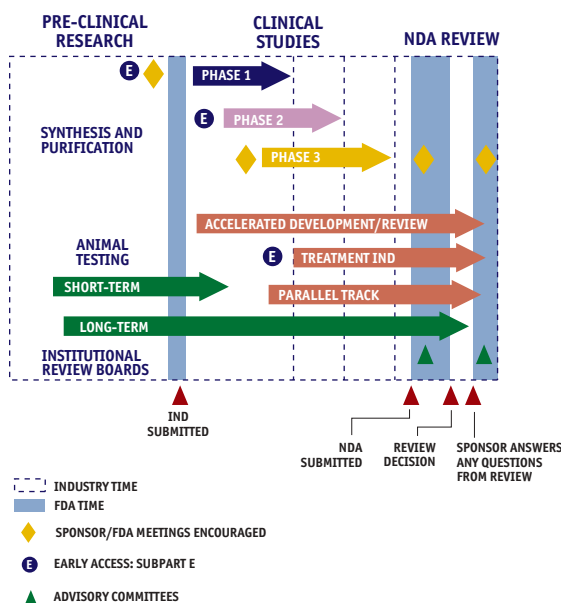 PRE-CLINICAL
RESEARCH
CLINICAL
STUDIES
NDA REVIEW
E
PHASE 1
E
PHASE 2
SYNTHESIS AND
PURIFICATION
PHASE 3
ACCELERATED DEVELOPMENT/REVIEW
ANIMAL
TESTING
E
TREATMENT IND
SHORT-TERM
PARALLEL TRACK
LONG-TERM
INSTITUTIONAL
REVIEW BOARDS
IND
SUBMITTED
NDA
SUBMITTED
REVIEW
DECISION
SPONSOR ANSWERS
ANY QUESTIONS
FROM REVIEW
INDUSTRY TIME
FDA TIME
SPONSOR/FDA MEETINGS ENCOURAGED
E
EARLY ACCESS: SUBPART E
ADVISORY COMMITTEES